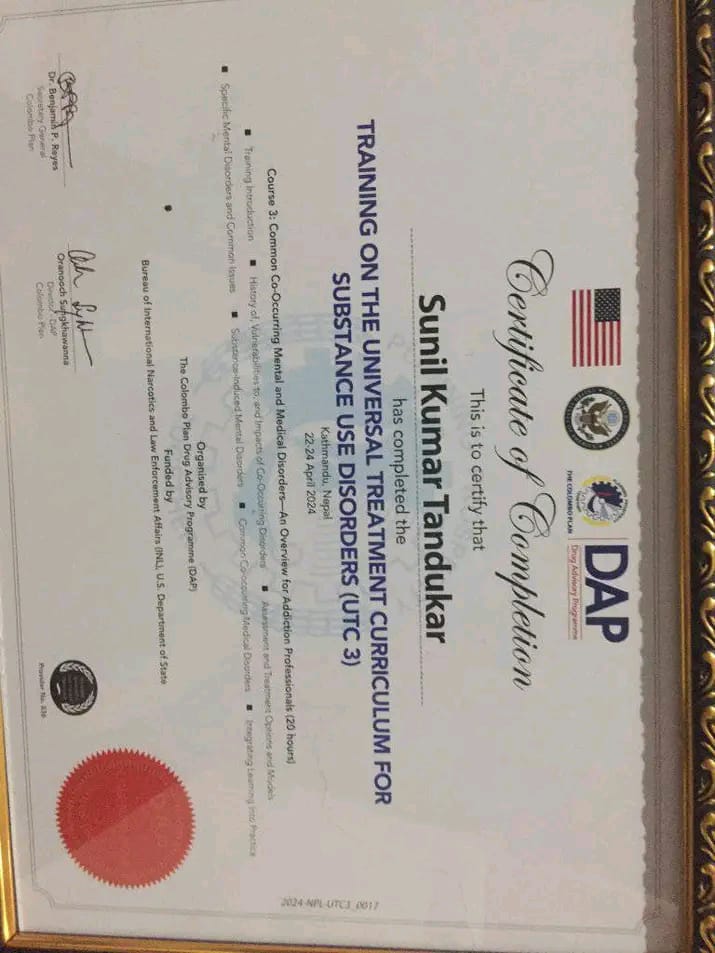 DAP
THE COLOMBO PLAN
Drug Advisory Programme
Certificate of Completion
This is to certify that
Sunil Kumar Tandukar
has completed the
TRAINING ON THE UNIVERSAL TREATMENT CURRICULUM FOR
SUBSTANCE USE DISORDERS (UTC 3)
Kathmandu, Nepal
22-24 April 2024
Course 3: Common Co-Occurring Mental and Medical Disorders—An Overview for Addiction Professionals (20 hours)
■ Training Introduction ■ History of, Vulnerabilities to, and Impacts of Co-Occurring Disorders ■ Assessment and Treatment Options and Models
■ Specific Mental Disorders and Common Issues ■ Substance-Induced Mental Disorders ■ Common Co-occurring Medical Disorders ■ Integrating Learning Into Practice
Organised by
The Colombo Plan Drug Advisory Programme (DAP)
Funded by
Bureau of International Narcotics and Law Enforcement Affairs (INL), U.S. Department of State
Dr. Benjamin P. Reyes
Secretary General
Colombo Plan
Oranooch Sungkhawanna
Director - DAP
Colombo Plan
Provider No. 836
2024-NPL-UTC3_0017